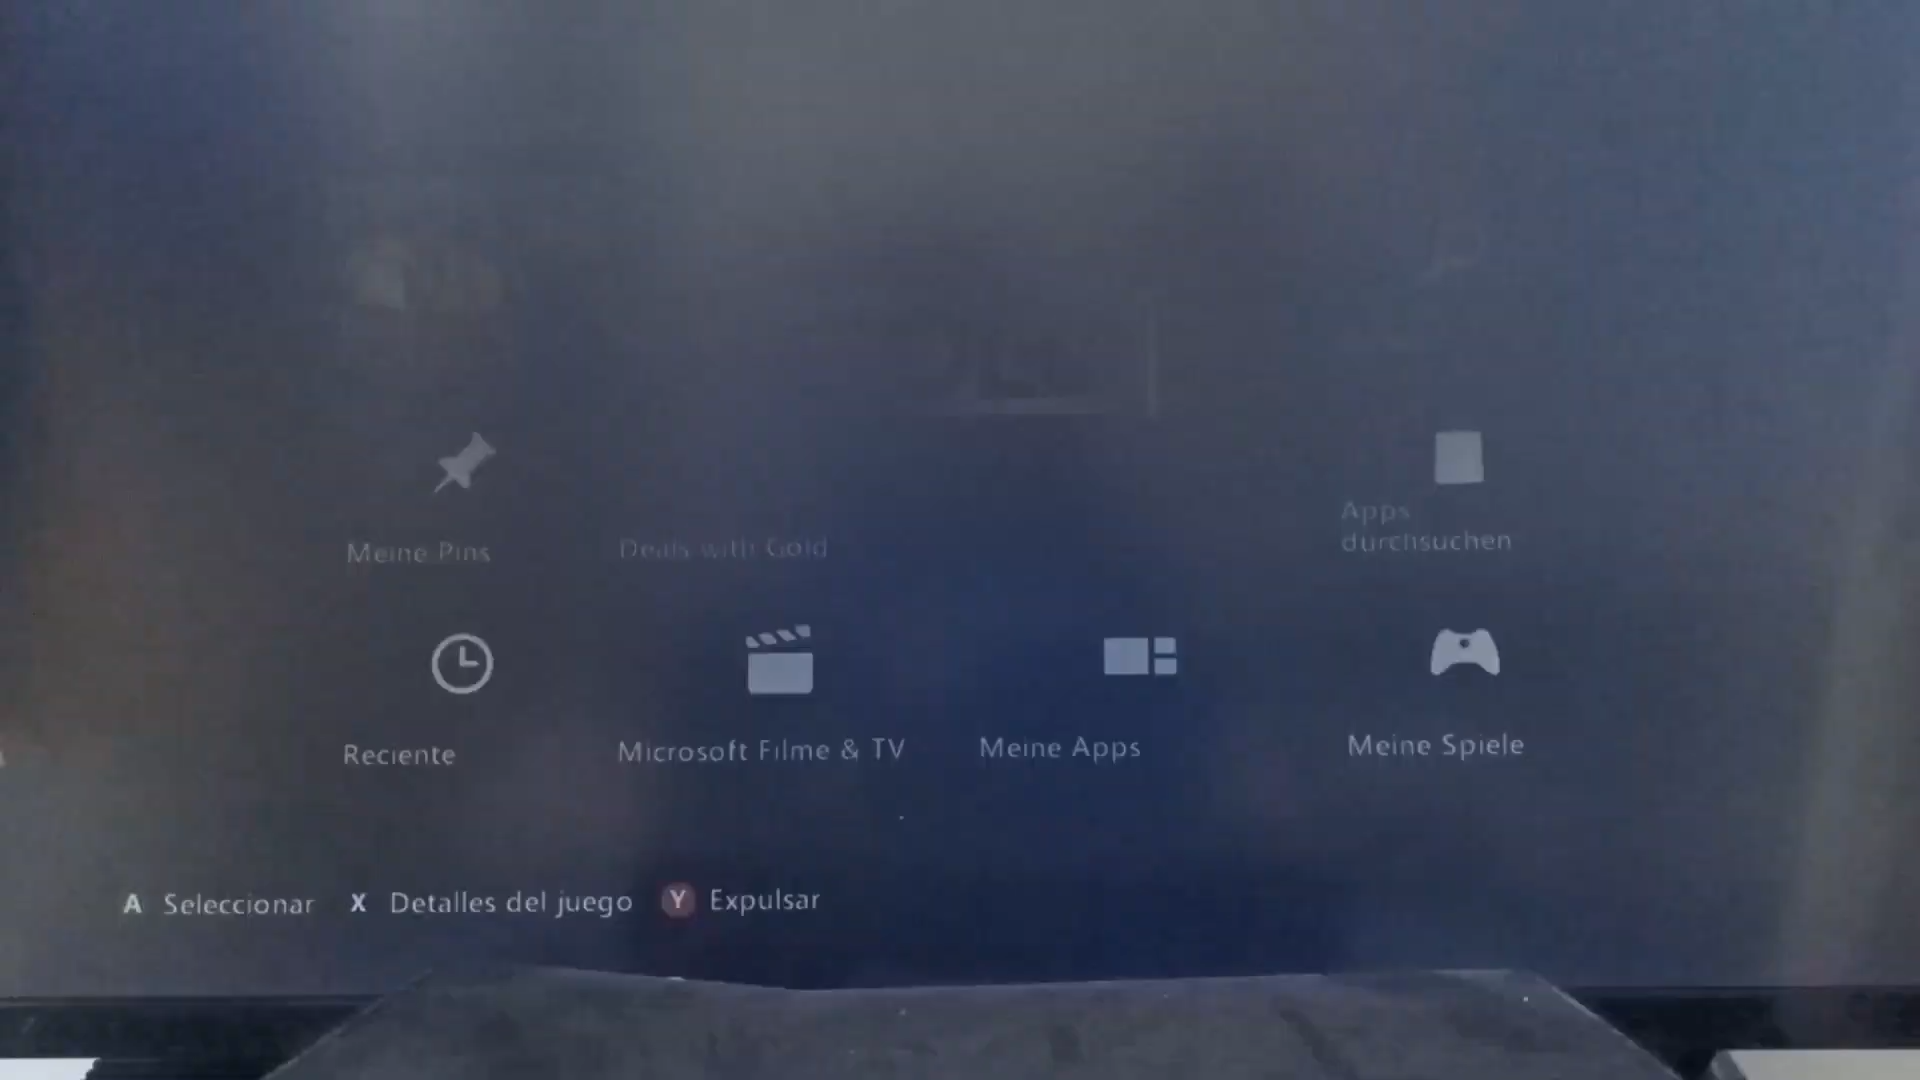 Meine Pins
Deals with Gold
Apps
durchsuchen
Reciente
Microsoft Filme & TV
Meine Apps
Meine Spiele
A Seleccionar X Detalles del juego Y Expulsar